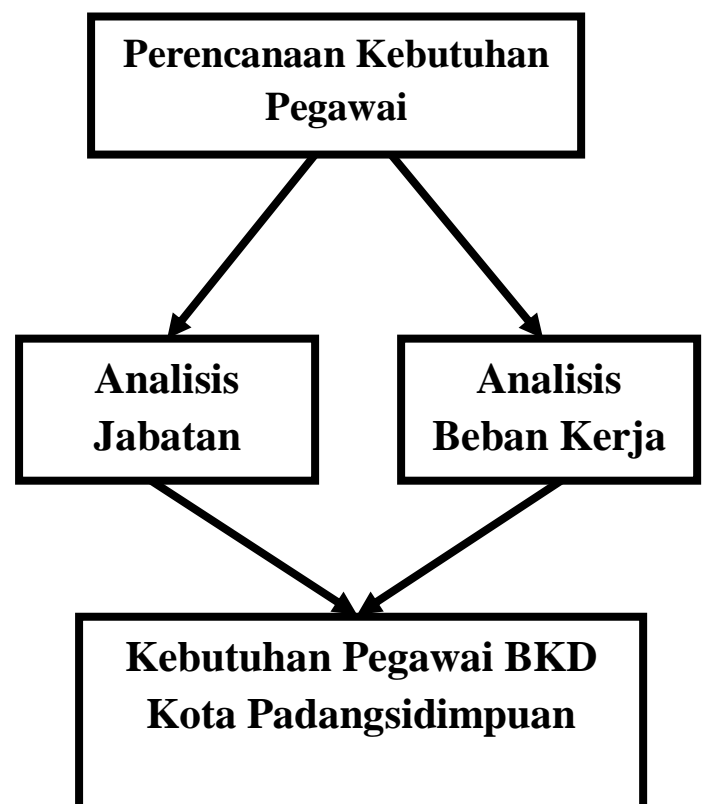 Perencanaan Kebutuhan
Pegawai
Analisis
Jabatan
Analisis
Beban Kerja
Kebutuhan Pegawai BKD
Kota Padangsidimpuan